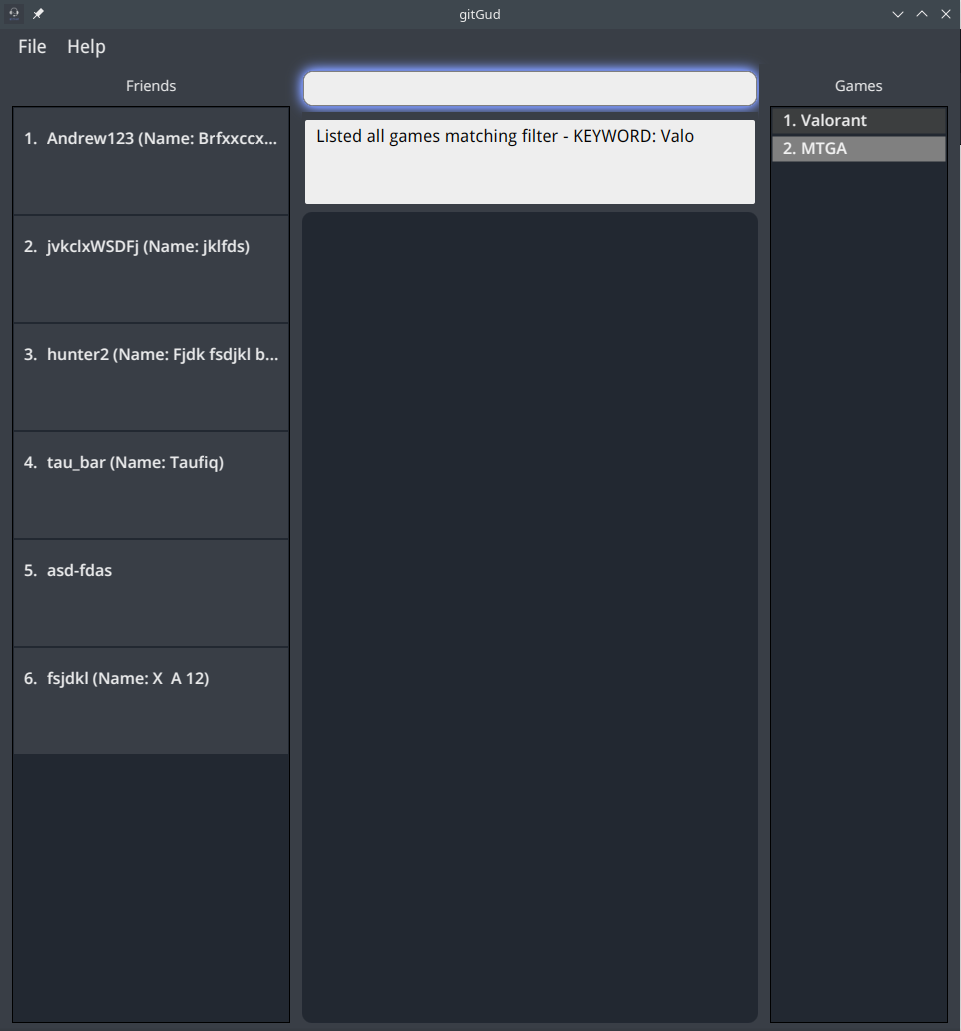 gitGud
File Help
Friends
1. Andrew123 (Name: Brfxxccx...
2. jvkclxWSDFj (Name: jklfds)
3. hunter2 (Name: Fjdk fsdjkl b...
4. tau_bar (Name: Taufiq)
5. asd-fdas
6. fsjdkl (Name: X  A 12)
Listed all games matching filter - KEYWORD: Valo
Games
1. Valorant
2. MTGA